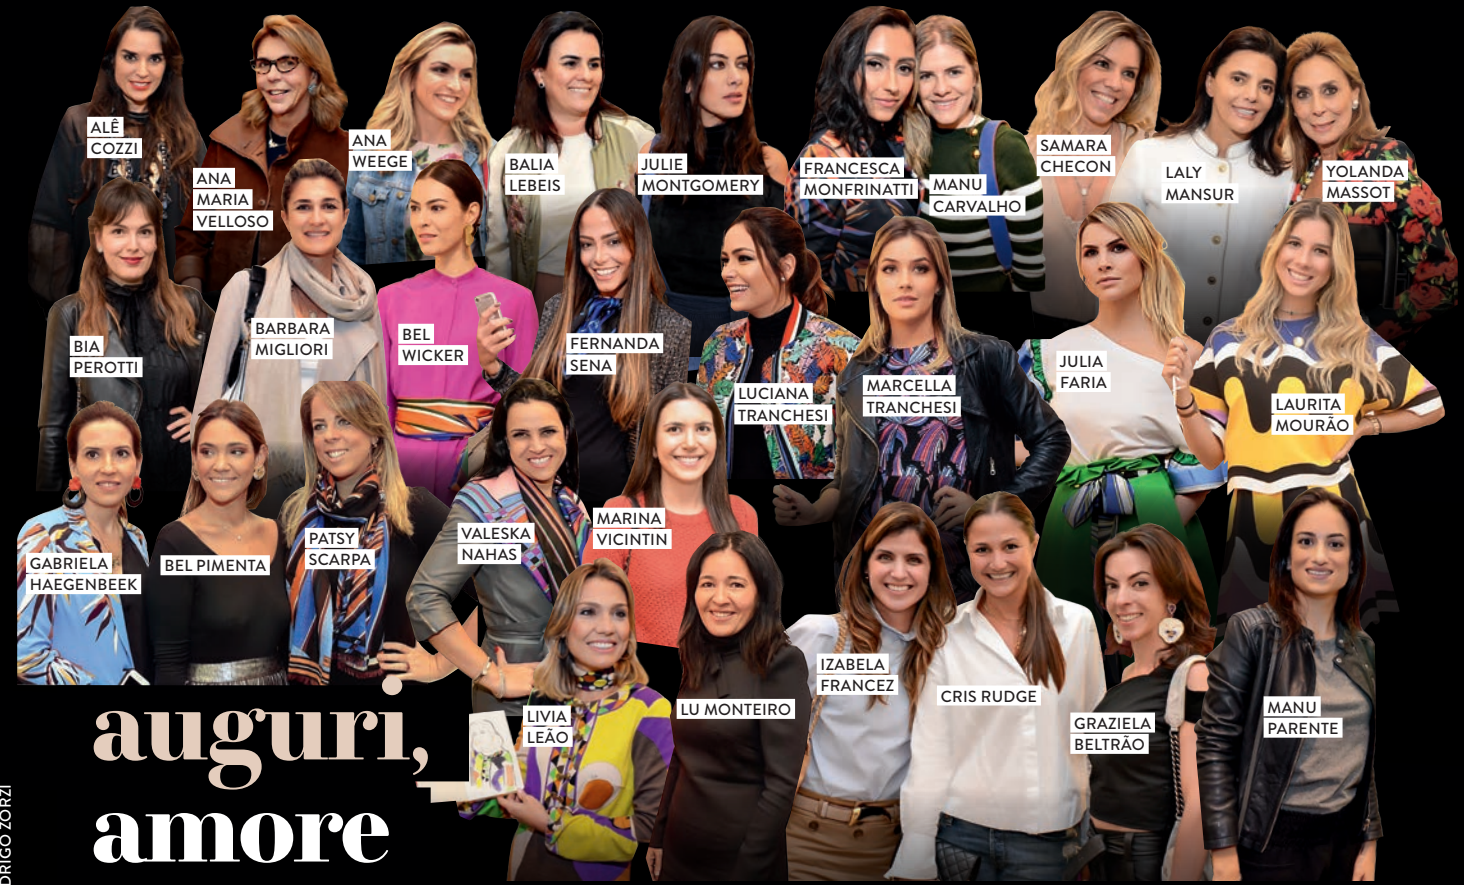 ALÊ
COZZI
ANA
MARIA
VELLOSO
ANA
WEEGE
BALIA
LEBEIS
JULIE
MONTGOMERY
FRANCESCA
MONFRINATTI
MANU
CARVALHO
SAMARA
CHECON
LALY
MANSUR
YOLANDA
MASSOT
BIA
PEROTTI
BARBARA
MIGLIORI
BEL
WICKER
FERNANDA
SENA
LUCIANA
TRANCHESI
MARCELLA
TRANCHESI
JULIA
FARIA
LAURITA
MOURÃO
GABRIELA
HAEGENBEEK
BEL PIMENTA
PATSY
SCARPA
VALESKA
NAHAS
MARINA
VICINTIN
LIVIA
LEÃO
LU MONTEIRO
IZABELA
FRANCEZ
CRIS RUDGE
GRAZIELA
BELTRÃO
MANU
PARENTE
auguri,
amore
DRIGO ZORZI